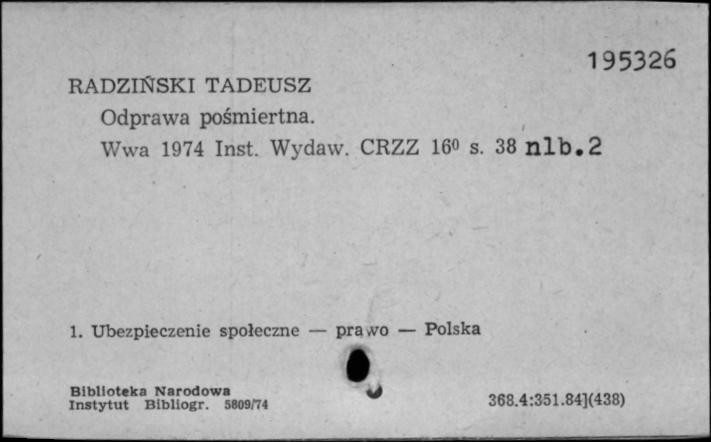 195326
RADZIŃSKI TADEUSZ
Odprawa pośmiertna.
Wwa 1974 Inst. Wydaw. CRZZ 16⁰ s. 38 nlb.2
1. Ubezpieczenie społeczne — prawo — Polska
Biblioteka Narodowa
Instytut Bibliogr. 5809/74
368.4:351.84](438)